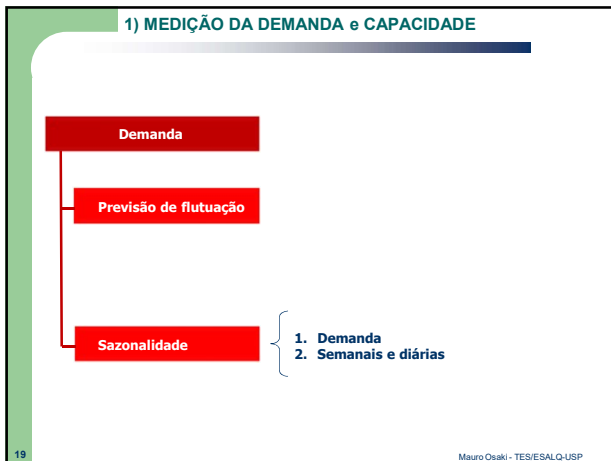 1) MEDIÇÃO DA DEMANDA e CAPACIDADE
Demanda
Previsão de flutuação
Sazonalidade
1. Demanda
2. Semanais e diárias
19
Mauro Osaki - TES/ESALQ-USP